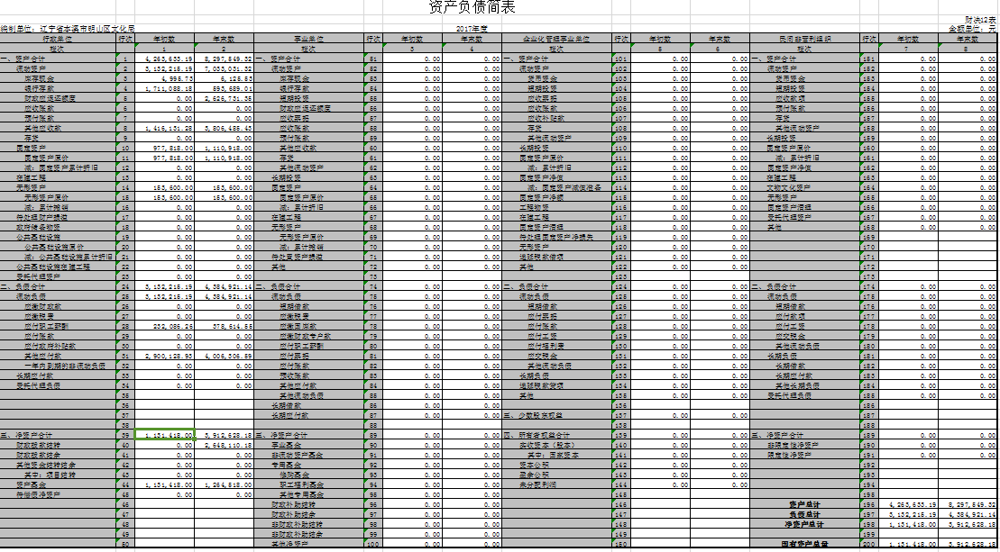 资产负债简表
财决12表
编制单位：辽宁省本溪市明山区文化局 2017年度 金额单位：元
行政单位 行次 年初数 年末数 事业单位 行次 年初数 年末数 企业化管理事业单位 行次 年初数 年末数 民间非营利组织 行次 年初数 年末数
栏次 1 2 栏次 3 4 栏次 5 6 栏次 7 8
一、资产合计 1 4,263,633.19 8,297,549.32 一、资产合计 51 0.00 0.00 一、资产合计 101 0.00 0.00 一、资产合计 151 0.00 0.00
流动资产 2 3,132,215.19 7,033,031.32 流动资产 52 0.00 0.00 流动资产 102 0.00 0.00 流动资产 152 0.00 0.00
库存现金 3 4,995.73 6,125.53 库存现金 53 0.00 0.00 货币资金 103 0.00 0.00 货币资金 153 0.00 0.00
银行存款 4 1,711,088.18 593,689.01 银行存款 54 0.00 0.00 短期投资 104 0.00 0.00 短期投资 154 0.00 0.00
财政应返还额度 5 0.00 2,626,731.35 短期投资 55 0.00 0.00 应收票据 105 0.00 0.00 应收款项 155 0.00 0.00
应收账款 6 0.00 0.00 财政应返还额度 56 0.00 0.00 应收账款 106 0.00 0.00 预付账款 156 0.00 0.00
预付账款 7 0.00 0.00 应收票据 57 0.00 0.00 应收补贴款 107 0.00 0.00 存货 157 0.00 0.00
其他应收款 8 1,416,131.28 3,806,485.43 应收账款 58 0.00 0.00 存货 108 0.00 0.00 其他流动资产 158 0.00 0.00
存货 9 0.00 0.00 预付账款 59 0.00 0.00 其他流动资产 109 0.00 0.00 长期投资 159 0.00 0.00
固定资产 10 977,818.00 1,110,918.00 其他应收款 60 0.00 0.00 长期投资 110 0.00 0.00 固定资产原价 160 0.00 0.00
固定资产原价 11 977,818.00 1,110,918.00 存货 61 0.00 0.00 固定资产原价 111 0.00 0.00 减：累计折旧 161 0.00 0.00
减：固定资产累计折旧 12 0.00 0.00 其他流动资产 62 0.00 0.00 减：累计折旧 112 0.00 0.00 固定资产净值 162 0.00 0.00
在建工程 13 0.00 0.00 长期投资 63 0.00 0.00 固定资产净值 113 0.00 0.00 在建工程 163 0.00 0.00
无形资产 14 153,600.00 153,600.00 固定资产 64 0.00 0.00 减：固定资产减值准备 114 0.00 0.00 文物文化资产 164 0.00 0.00
无形资产原价 15 153,600.00 153,600.00 固定资产原价 65 0.00 0.00 固定资产净额 115 0.00 0.00 无形资产 165 0.00 0.00
减：累计摊销 16 0.00 0.00 减：累计折旧 66 0.00 0.00 工程物资 116 0.00 0.00 固定资产清理 166 0.00 0.00
待处理财产损溢 17 0.00 0.00 在建工程 67 0.00 0.00 在建工程 117 0.00 0.00 受托代理资产 167 0.00 0.00
政府储备物资 18 0.00 0.00 无形资产 68 0.00 0.00 固定资产清理 118 0.00 0.00 其他 168 0.00 0.00
公共基础设施 19 0.00 0.00 无形资产原价 69 0.00 0.00 待处理固定资产净损失 119 0.00 0.00 169
公共基础设施原价 20 0.00 0.00 减：累计摊销 70 0.00 0.00 无形资产 120 0.00 0.00 170
减：公共基础设施累计折旧 21 0.00 0.00 待处置资产损溢 71 0.00 0.00 递延税款借项 121 0.00 0.00 171
公共基础设施在建工程 22 0.00 0.00 其他 72 0.00 0.00 其他 122 0.00 0.00 172
受托代理资产 23 0.00 0.00 73 123 173
二、负债合计 24 3,132,215.19 4,384,921.14 二、负债合计 74 0.00 0.00 二、负债合计 124 0.00 0.00 二、负债合计 174 0.00 0.00
流动负债 25 3,132,215.19 4,384,921.14 流动负债 75 0.00 0.00 流动负债 125 0.00 0.00 流动负债 175 0.00 0.00
应缴财政款 26 0.00 0.00 短期借款 76 0.00 0.00 短期借款 126 0.00 0.00 短期借款 176 0.00 0.00
应缴税费 27 0.00 0.00 应缴税费 77 0.00 0.00 应付票据 127 0.00 0.00 应付款项 177 0.00 0.00
应付职工薪酬 28 232,086.26 378,614.55 应缴国库款 78 0.00 0.00 应付账款 128 0.00 0.00 应付工资 178 0.00 0.00
应付账款 29 0.00 0.00 应缴财政专户款 79 0.00 0.00 应付工资 129 0.00 0.00 应交税金 179 0.00 0.00
应付政府补贴款 30 0.00 0.00 应付职工薪酬 80 0.00 0.00 应付福利费 130 0.00 0.00 其他流动负债 180 0.00 0.00
其他应付款 31 2,900,128.93 4,006,306.59 应付票据 81 0.00 0.00 应交税金 131 0.00 0.00 长期负债 181 0.00 0.00
一年内到期的非流动负债 32 0.00 0.00 应付账款 82 0.00 0.00 其他流动负债 132 0.00 0.00 长期借款 182 0.00 0.00
长期应付款 33 0.00 0.00 预收账款 83 0.00 0.00 长期负债 133 0.00 0.00 长期应付款 183 0.00 0.00
受托代理负债 34 0.00 0.00 其他应付款 84 0.00 0.00 递延税款贷项 134 0.00 0.00 其他长期负债 184 0.00 0.00
35 其他流动负债 85 0.00 0.00 其他 135 0.00 0.00 受托代理负债 185 0.00 0.00
36 长期借款 86 0.00 0.00 136 186
37 长期应付款 87 0.00 0.00 三、少数股东权益 137 0.00 0.00 187
38 88 138 188
三、净资产合计 39 1,131,418.00 3,912,628.18 三、净资产合计 89 0.00 0.00 四、所有者权益合计 139 0.00 0.00 三、净资产合计 189 0.00 0.00
财政拨款结转 40 0.00 2,648,110.18 事业基金 90 0.00 0.00 实收资本（股本） 140 0.00 0.00 非限定性净资产 190 0.00 0.00
财政拨款结余 41 0.00 0.00 非流动资产基金 91 0.00 0.00 其中：国家资本 141 0.00 0.00 限定性净资产 191 0.00 0.00
其他资金结转结余 42 0.00 0.00 专用基金 92 0.00 0.00 资本公积 142 0.00 0.00 192
其中：项目结转 43 0.00 0.00 修购基金 93 0.00 0.00 盈余公积 143 0.00 0.00 193
资产基金 44 1,131,418.00 1,264,518.00 职工福利基金 94 0.00 0.00 未分配利润 144 0.00 0.00 194
待偿债净资产 45 0.00 0.00 其他专用基金 95 0.00 0.00 145 195
46 财政补助结转 96 0.00 0.00 146 资产总计 196 4,263,633.19 8,297,549.32
47 财政补助结余 97 0.00 0.00 147 负债总计 197 3,132,215.19 4,384,921.14
48 非财政补助结转 98 0.00 0.00 148 净资产总计 198 1,131,418.00 3,912,628.18
49 非财政补助结余 99 0.00 0.00 149 199
50 其他净资产 100 0.00 0.00 150 国有资产总量 200 1,131,418.00 3,912,628.18